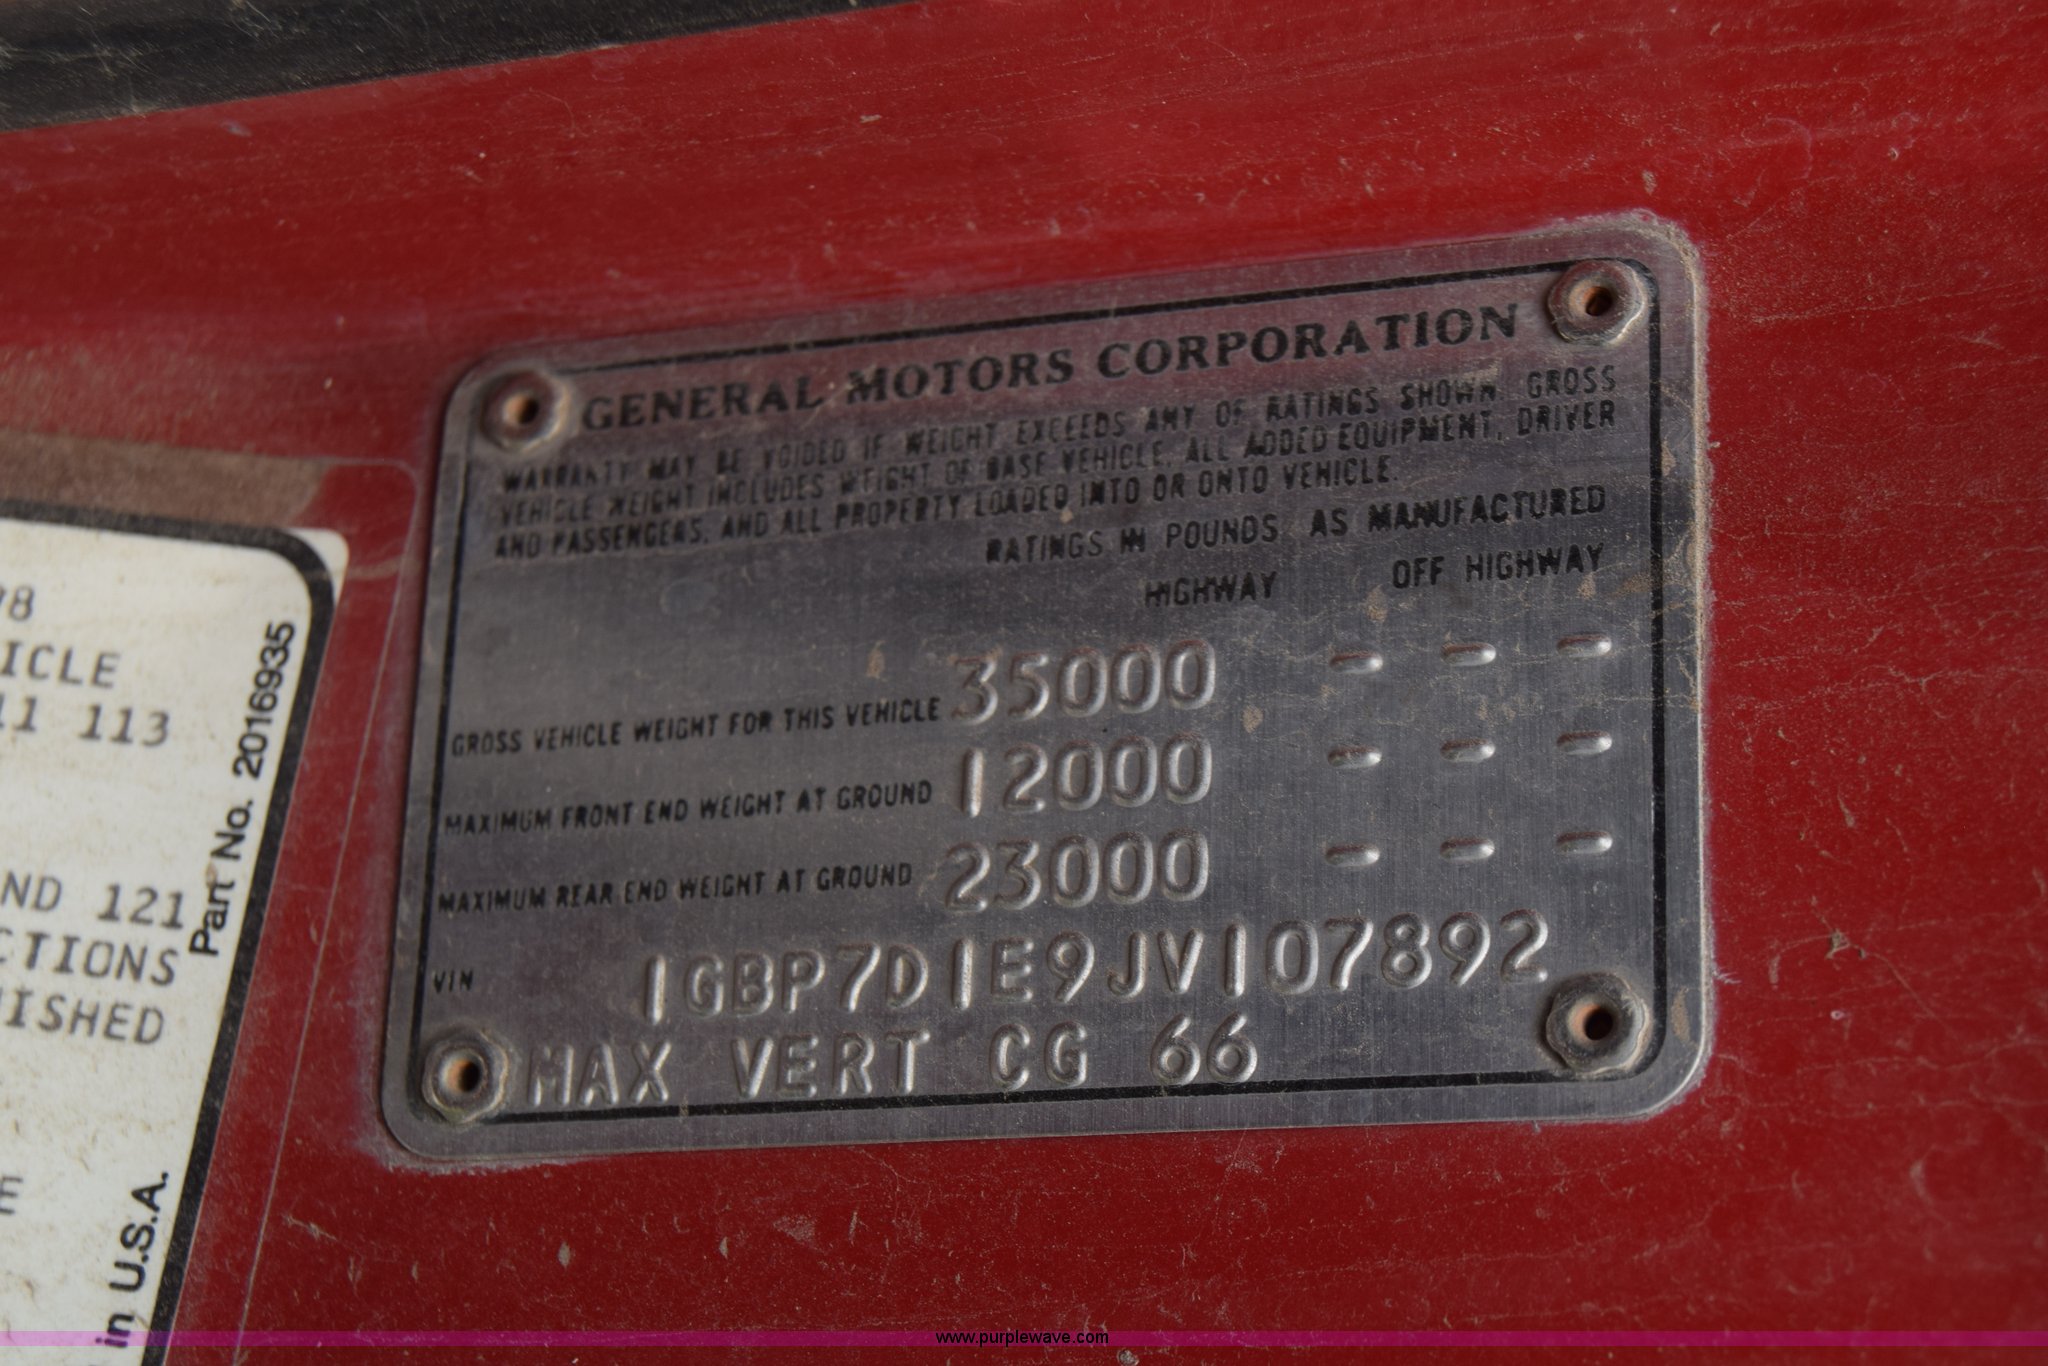 GENERAL MOTORS CORPORATION
WARRANTY MAY BE VOIDED IF WEIGHT EXCEEDS ANY OF RATINGS SHOWN. GROSS
VEHICLE WEIGHT INCLUDES WEIGHT OF BASE VEHICLE, ALL ADDED EQUIPMENT, DRIVER
AND PASSENGERS, AND ALL PROPERTY LOADED INTO OR ONTO VEHICLE.
RATINGS IN POUNDS AS MANUFACTURED
HIGHWAY OFF HIGHWAY
GROSS VEHICLE WEIGHT FOR THIS VEHICLE 35000 - - -
MAXIMUM FRONT END WEIGHT AT GROUND 12000 - - -
MAXIMUM REAR END WEIGHT AT GROUND 23000 - - -
VIN 1GBP7D1E9JV107892
MAX VERT CG 66
98
ICLE
11 113
ND 121
CTIONS
ISHED
E
Part No. 2016935
in U.S.A.
www.purplewave.com